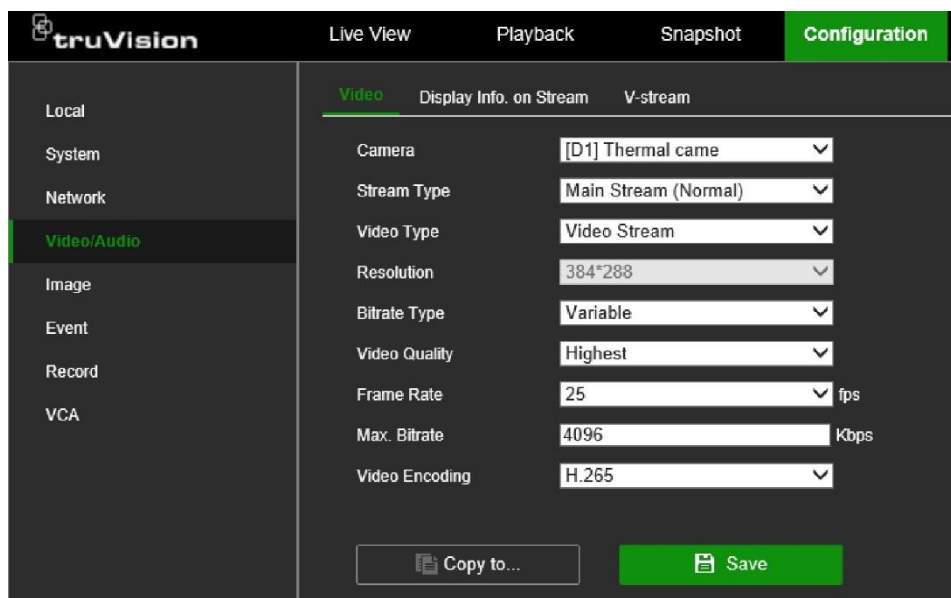 truVision Live View Playback Snapshot Configuration
Local
System
Network
Video/Audio
Image
Event
Record
VCA
Video Display Info. on Stream V-stream
Camera [D1] Thermal came
Stream Type Main Stream (Normal)
Video Type Video Stream
Resolution 384*288
Bitrate Type Variable
Video Quality Highest
Frame Rate 25 fps
Max. Bitrate 4096 Kbps
Video Encoding H.265
Copy to... Save